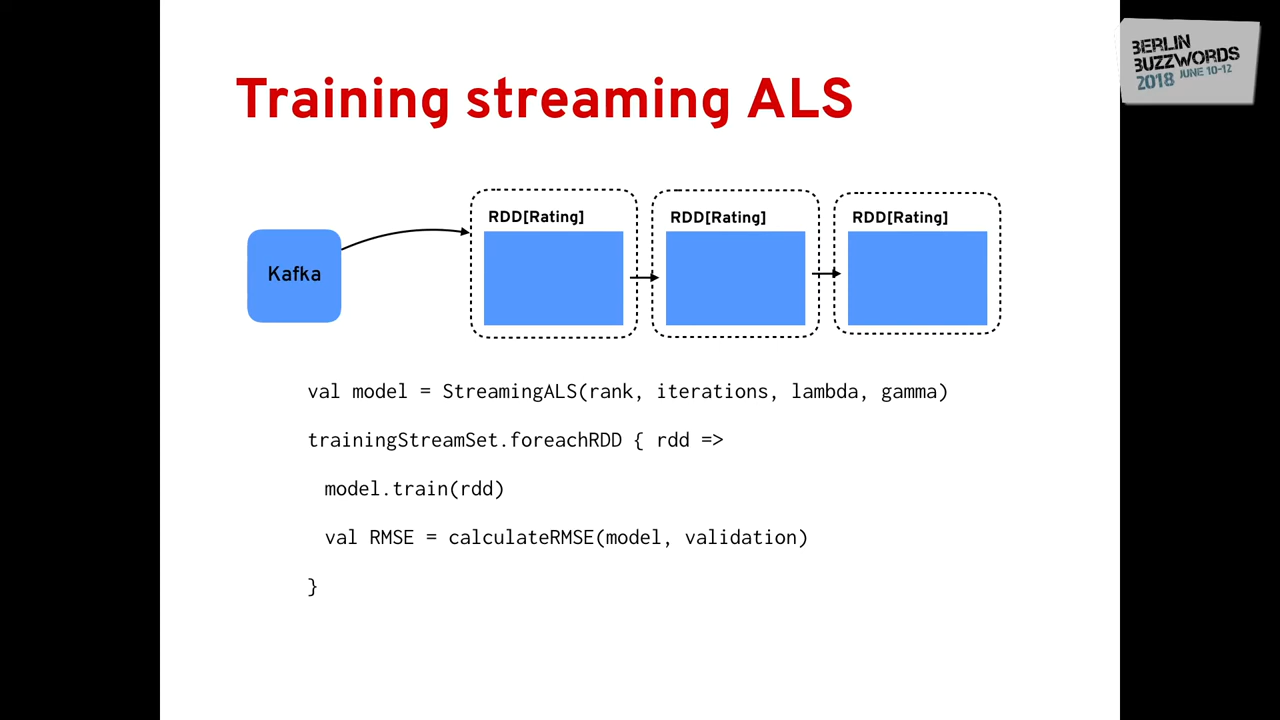 BERLIN
BUZZWORDS
2018 JUNE 10-12
Training streaming ALS
Kafka
RDD[Rating]
RDD[Rating]
RDD[Rating]
val model = StreamingALS(rank, iterations, lambda, gamma)
trainingStreamSet.foreachRDD { rdd =>
model.train(rdd)
val RMSE = calculateRMSE(model, validation)
}